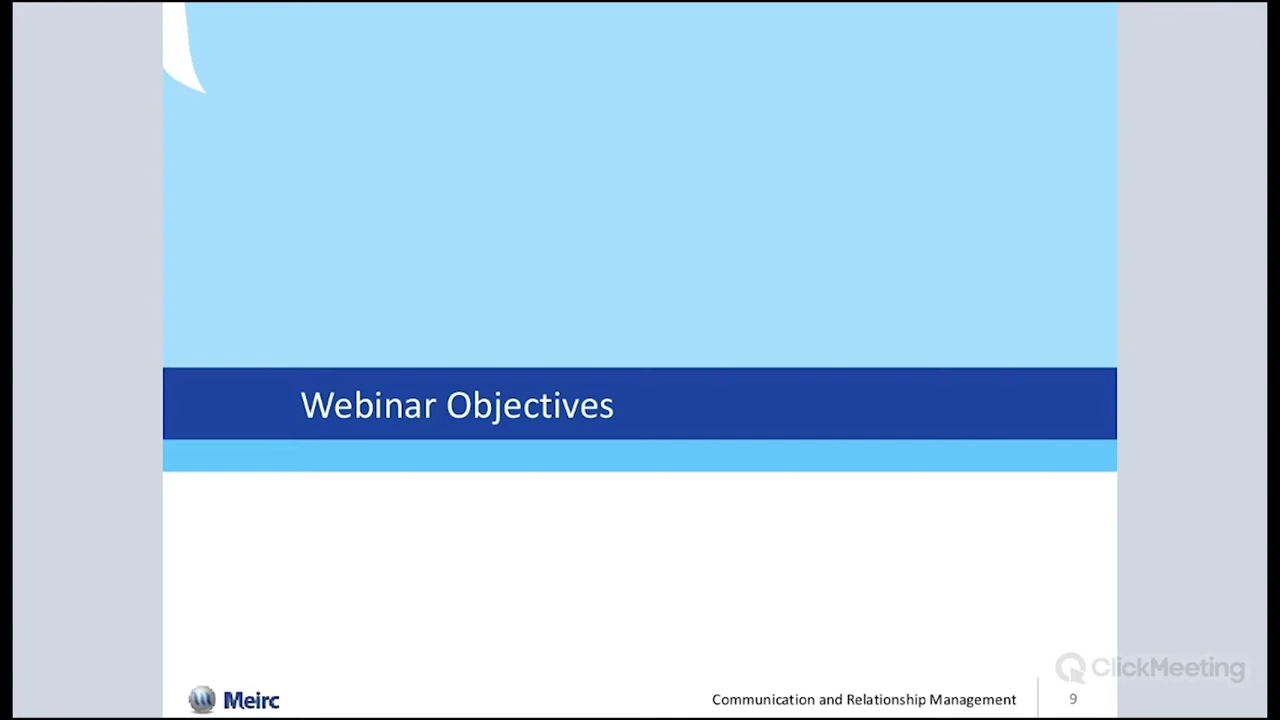 Webinar Objectives
ClickMeeting
Meirc
Communication and Relationship Management
9